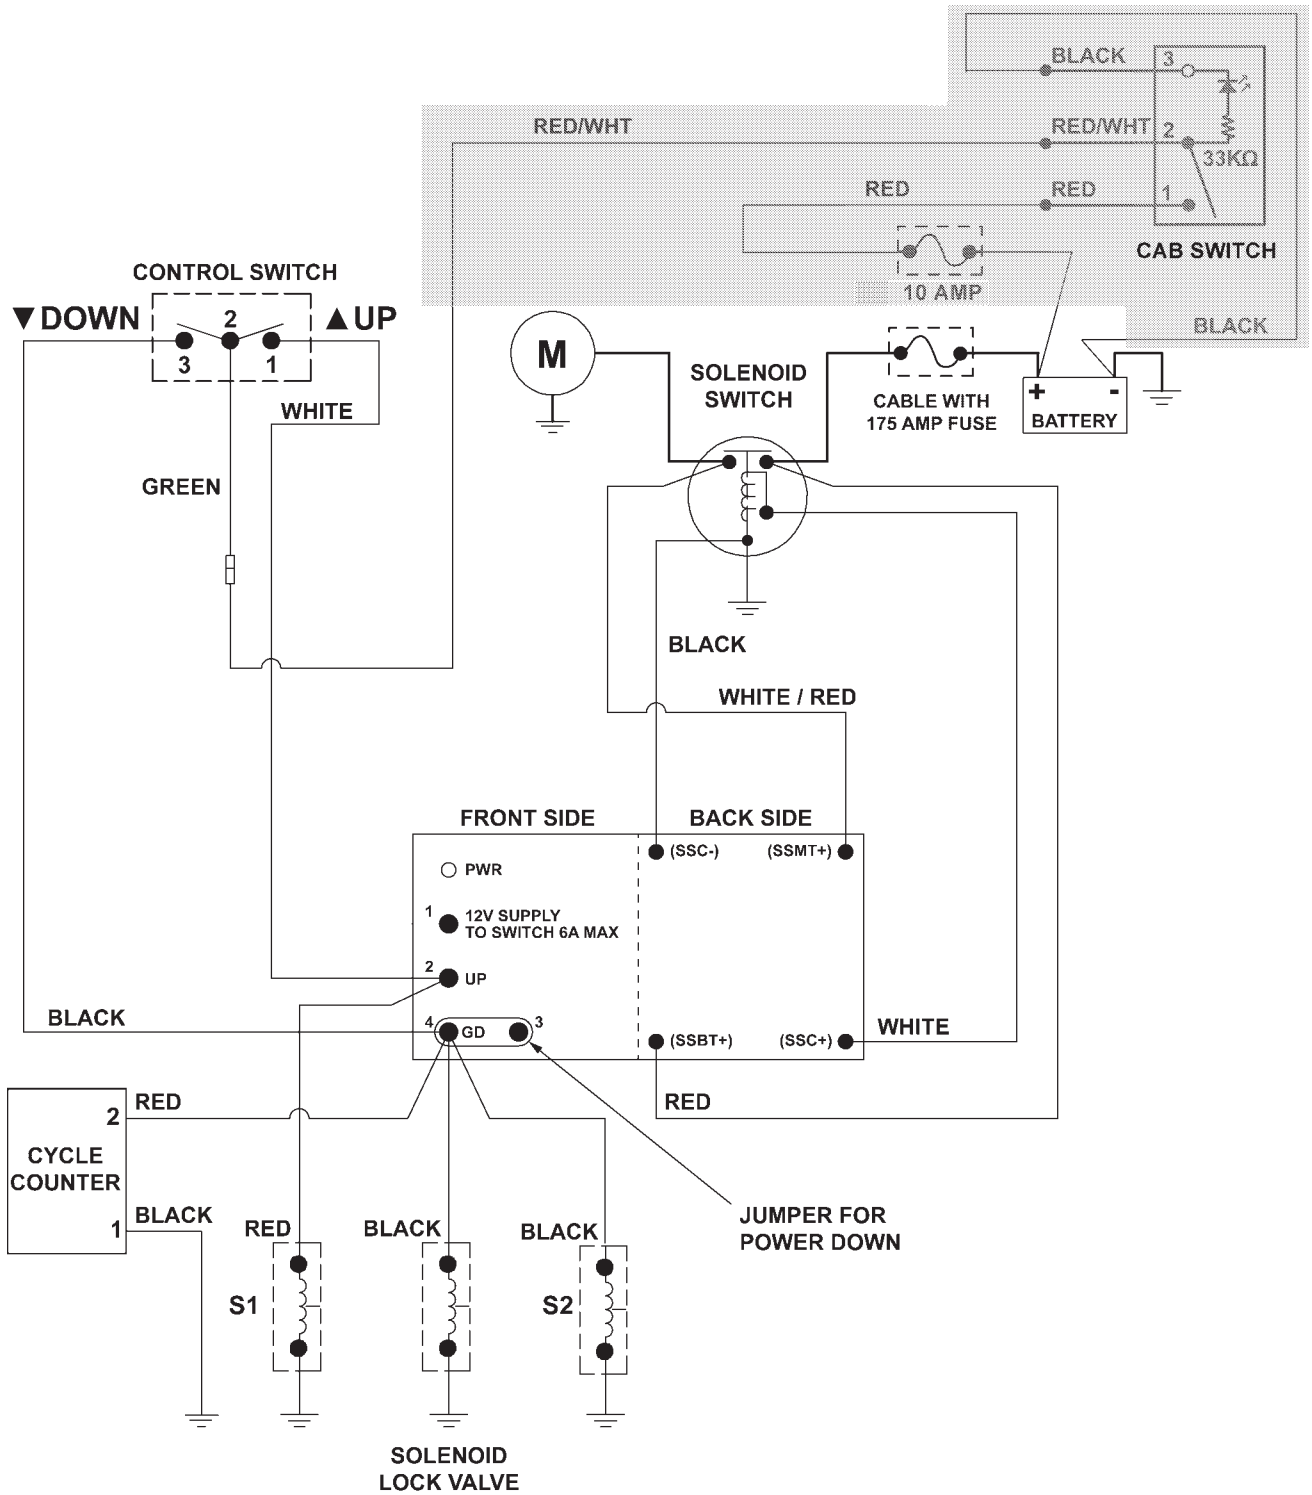 BLACK
3
RED/WHT
RED/WHT
2
33KΩ
RED
RED
1
CAB SWITCH
10 AMP
BLACK
CONTROL SWITCH
▼DOWN
2
▲UP
3
1
WHITE
M
SOLENOID
SWITCH
CABLE WITH
175 AMP FUSE
+
-
BATTERY
GREEN
BLACK
WHITE / RED
FRONT SIDE
BACK SIDE
PWR
(SSC-)
(SSMT+)
1
12V SUPPLY
TO SWITCH 6A MAX
2
UP
BLACK
4
GD
3
(SSBT+)
(SSC+)
WHITE
RED
2
RED
CYCLE
COUNTER
1
BLACK
RED
BLACK
BLACK
JUMPER FOR
POWER DOWN
S1
S2
SOLENOID
LOCK VALVE